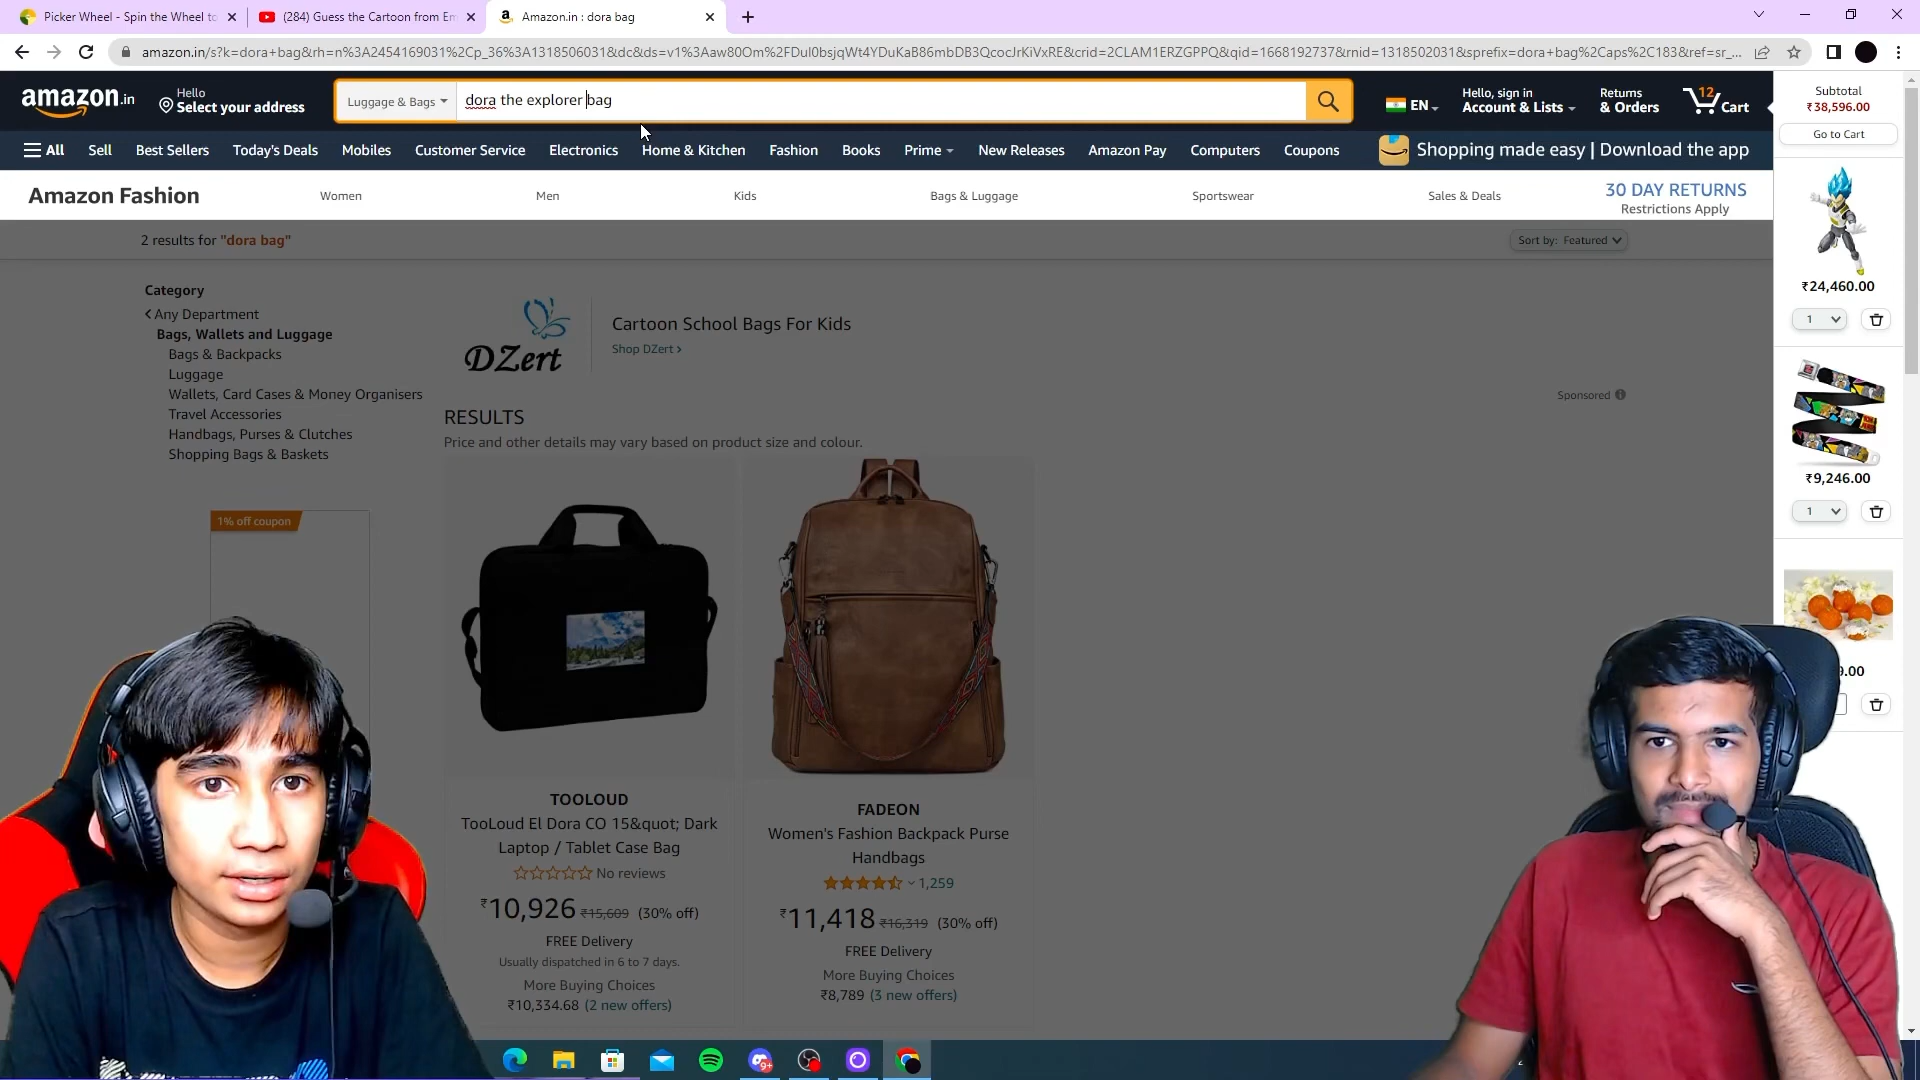 Picker Wheel - Spin the Wheel to
(284) Guess the Cartoon from Em
Amazon.in : dora bag
amazon.in/s?k=dora+bag&rh=n%3A2454169031%2Cp_36%3A1318506031&dc&ds=v1%3Aaw80Om%2FDul0bsjqWt4YDuKaB86mbDB3QcocJrKiVxRE&crid=2CLAM1ERZGPPQ&qid=1668192737&rnid=1318502031&sprefix=dora+bag%2Caps%2C183&ref=sr_...
amazon.in
Hello
Select your address
Luggage & Bags
dora the explorer bag
EN
Hello, sign in
Account & Lists
Returns
& Orders
12
Cart
All
Sell
Best Sellers
Today's Deals
Mobiles
Customer Service
Electronics
Home & Kitchen
Fashion
Books
Prime
New Releases
Amazon Pay
Computers
Coupons
Shopping made easy | Download the app
Amazon Fashion
Women
Men
Kids
Bags & Luggage
Sportswear
Sales & Deals
30 DAY RETURNS
Restrictions Apply
2 results for "dora bag"
Sort by: Featured
Category
Any Department
Bags, Wallets and Luggage
Bags & Backpacks
Luggage
Wallets, Card Cases & Money Organisers
Travel Accessories
Handbags, Purses & Clutches
Shopping Bags & Baskets
1% off coupon
DZert
Cartoon School Bags For Kids
Shop DZert ›
Sponsored
RESULTS
Price and other details may vary based on product size and colour.
TOOLOUD
TooLoud El Dora CO 15&quot; Dark
Laptop / Tablet Case Bag
No reviews
₹10,926 ₹15,609 (30% off)
FREE Delivery
Usually dispatched in 6 to 7 days.
More Buying Choices
₹10,334.68 (2 new offers)
FADEON
Women's Fashion Backpack Purse
Handbags
1,259
₹11,418 ₹16,319 (30% off)
FREE Delivery
More Buying Choices
₹8,789 (3 new offers)
Subtotal
₹38,596.00
Go to Cart
₹24,460.00
1
₹9,246.00
1
9.00
9+